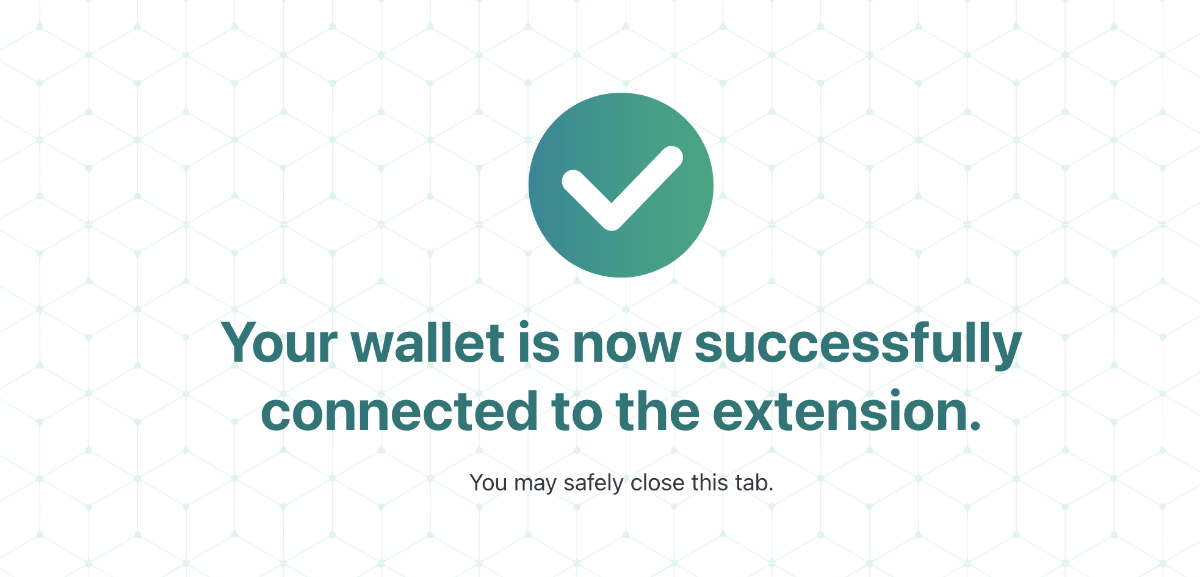 Your wallet is now successfully
connected to the extension.
You may safely close this tab.